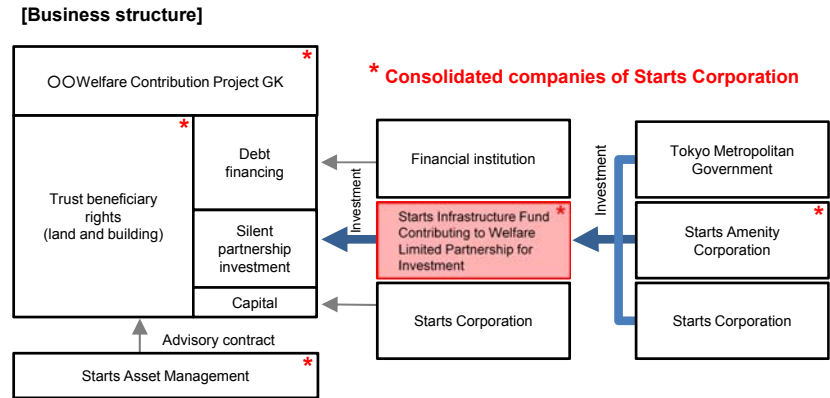 [Business structure]
*
○○Welfare Contribution Project GK
* Consolidated companies of Starts Corporation
*
Trust beneficiary
rights
(land and building)
Debt
financing
Silent
partnership
investment
Capital
Financial institution
Investment
Starts Infrastructure Fund *
Contributing to Welfare
Limited Partnership for
Investment
Starts Corporation
Investment
Tokyo Metropolitan
Government
*
Starts Amenity
Corporation
Starts Corporation
Advisory contract
*
Starts Asset Management